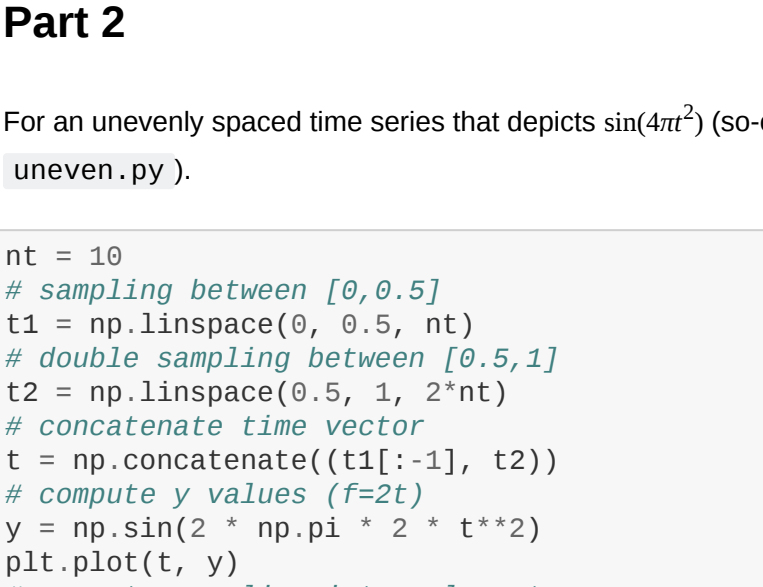 Part 2
For an unevenly spaced time series that depicts sin(4πt²) (so-
uneven.py ).
nt = 10
# sampling between [0,0.5]
t1 = np.linspace(0, 0.5, nt)
# double sampling between [0.5,1]
t2 = np.linspace(0.5, 1, 2*nt)
# concatenate time vector
t = np.concatenate((t1[:-1], t2))
# compute y values (f=2t)
y = np.sin(2 * np.pi * 2 * t**2)
plt.plot(t, y)